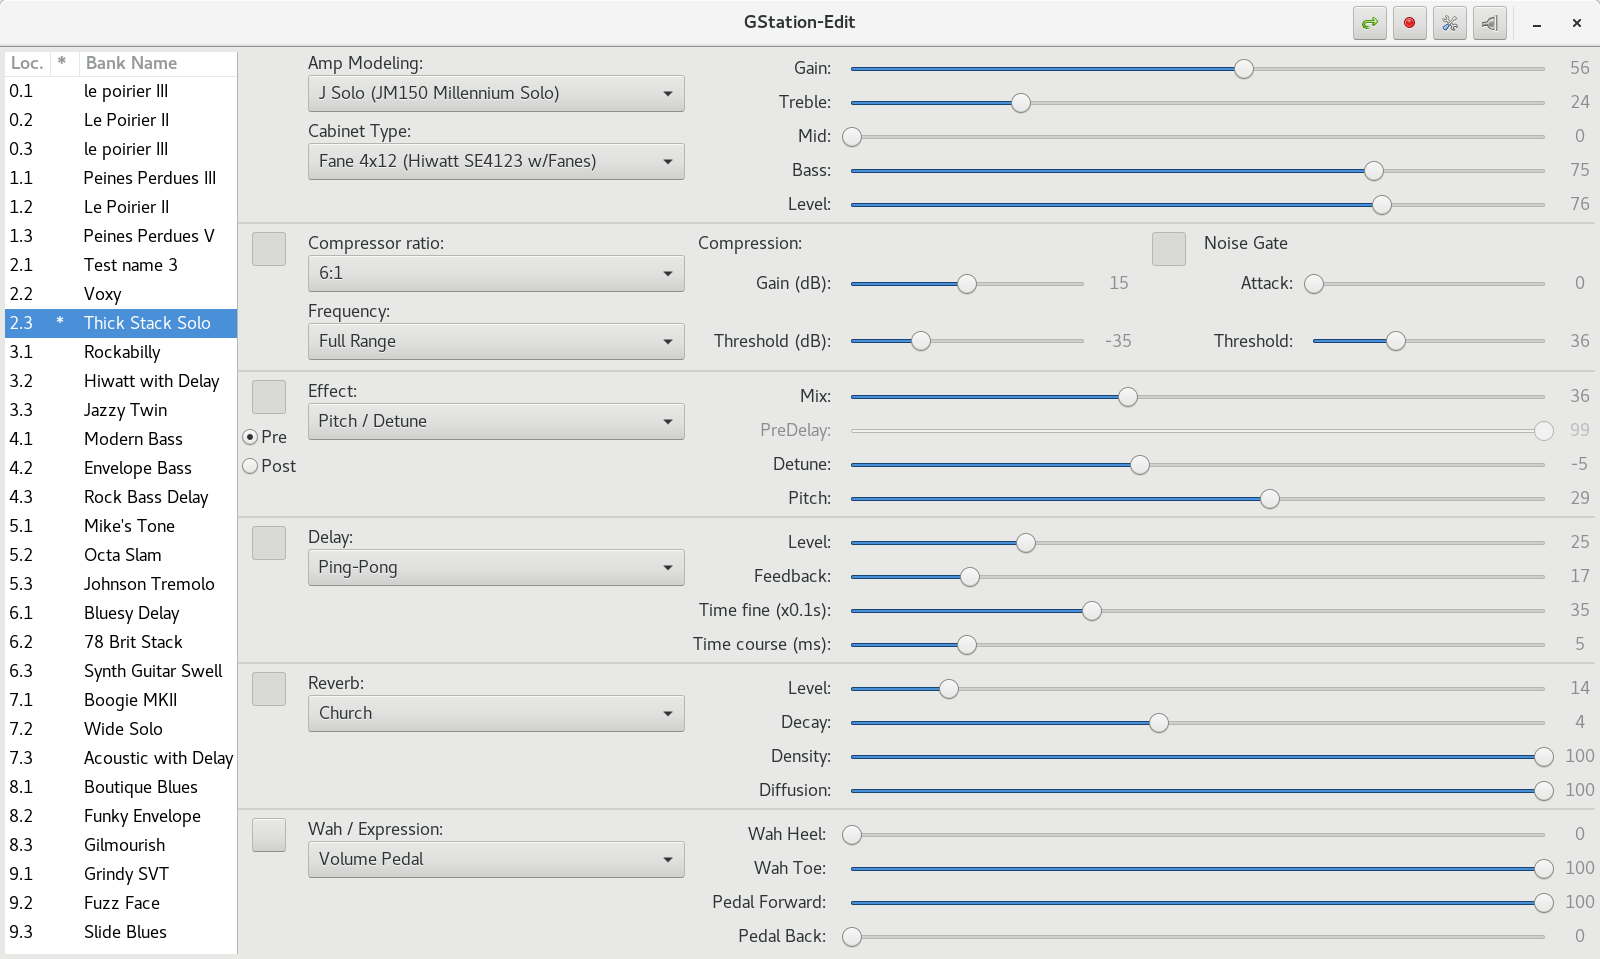 GStation-Edit
Loc. * Bank Name
0.1 le poirier III
0.2 Le Poirier II
0.3 le poirier III
1.1 Peines Perdues III
1.2 Le Poirier II
1.3 Peines Perdues V
2.1 Test name 3
2.2 Voxy
2.3 * Thick Stack Solo
3.1 Rockabilly
3.2 Hiwatt with Delay
3.3 Jazzy Twin
4.1 Modern Bass
4.2 Envelope Bass
4.3 Rock Bass Delay
5.1 Mike's Tone
5.2 Octa Slam
5.3 Johnson Tremolo
6.1 Bluesy Delay
6.2 78 Brit Stack
6.3 Synth Guitar Swell
7.1 Boogie MKII
7.2 Wide Solo
7.3 Acoustic with Delay
8.1 Boutique Blues
8.2 Funky Envelope
8.3 Gilmourish
9.1 Grindy SVT
9.2 Fuzz Face
9.3 Slide Blues
Amp Modeling:
J Solo (JM150 Millennium Solo)
Cabinet Type:
Fane 4x12 (Hiwatt SE4123 w/Fanes)
Gain: 56
Treble: 24
Mid: 0
Bass: 75
Level: 76
Compressor ratio:
6:1
Frequency:
Full Range
Compression:
Gain (dB): 15
Threshold (dB): -35
Noise Gate
Attack: 0
Threshold: 36
Effect:
Pitch / Detune
Pre
Post
Mix: 36
PreDelay: 99
Detune: -5
Pitch: 29
Delay:
Ping-Pong
Level: 25
Feedback: 17
Time fine (x0.1s): 35
Time course (ms): 5
Reverb:
Church
Level: 14
Decay: 4
Density: 100
Diffusion: 100
Wah / Expression:
Volume Pedal
Wah Heel: 0
Wah Toe: 100
Pedal Forward: 100
Pedal Back: 0